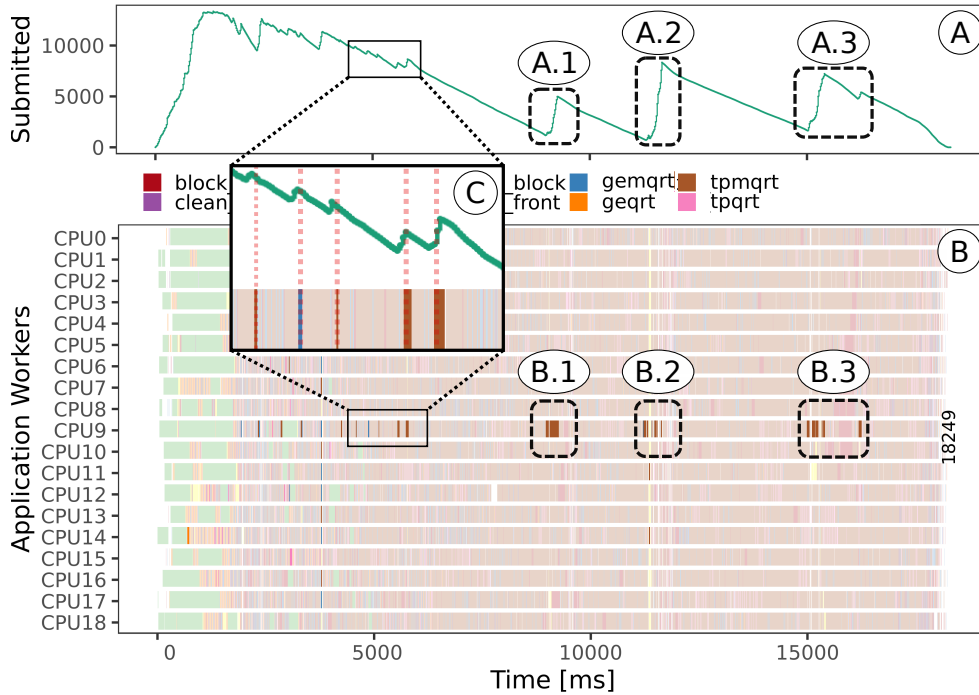 Submitted
10000
5000
0
A.1
A.2
A.3
A
block
clean_
C
_block
_front
gemqrt
geqrt
tpmqrt
tpqrt
Application Workers
CPU0
CPU1
CPU2
CPU3
CPU4
CPU5
CPU6
CPU7
CPU8
CPU9
CPU10
CPU11
CPU12
CPU13
CPU14
CPU15
CPU16
CPU17
CPU18
B
B.1
B.2
B.3
18249
0
5000
10000
15000
Time [ms]